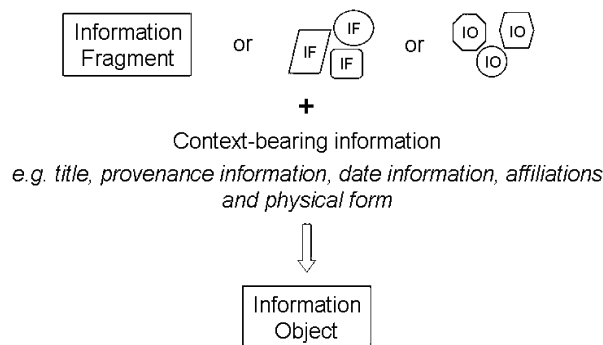 Information
Fragment
or
IF
IF
IF
or
IO
IO
IO
+
Context-bearing information
e.g. title, provenance information, date information, affiliations
and physical form
Information
Object